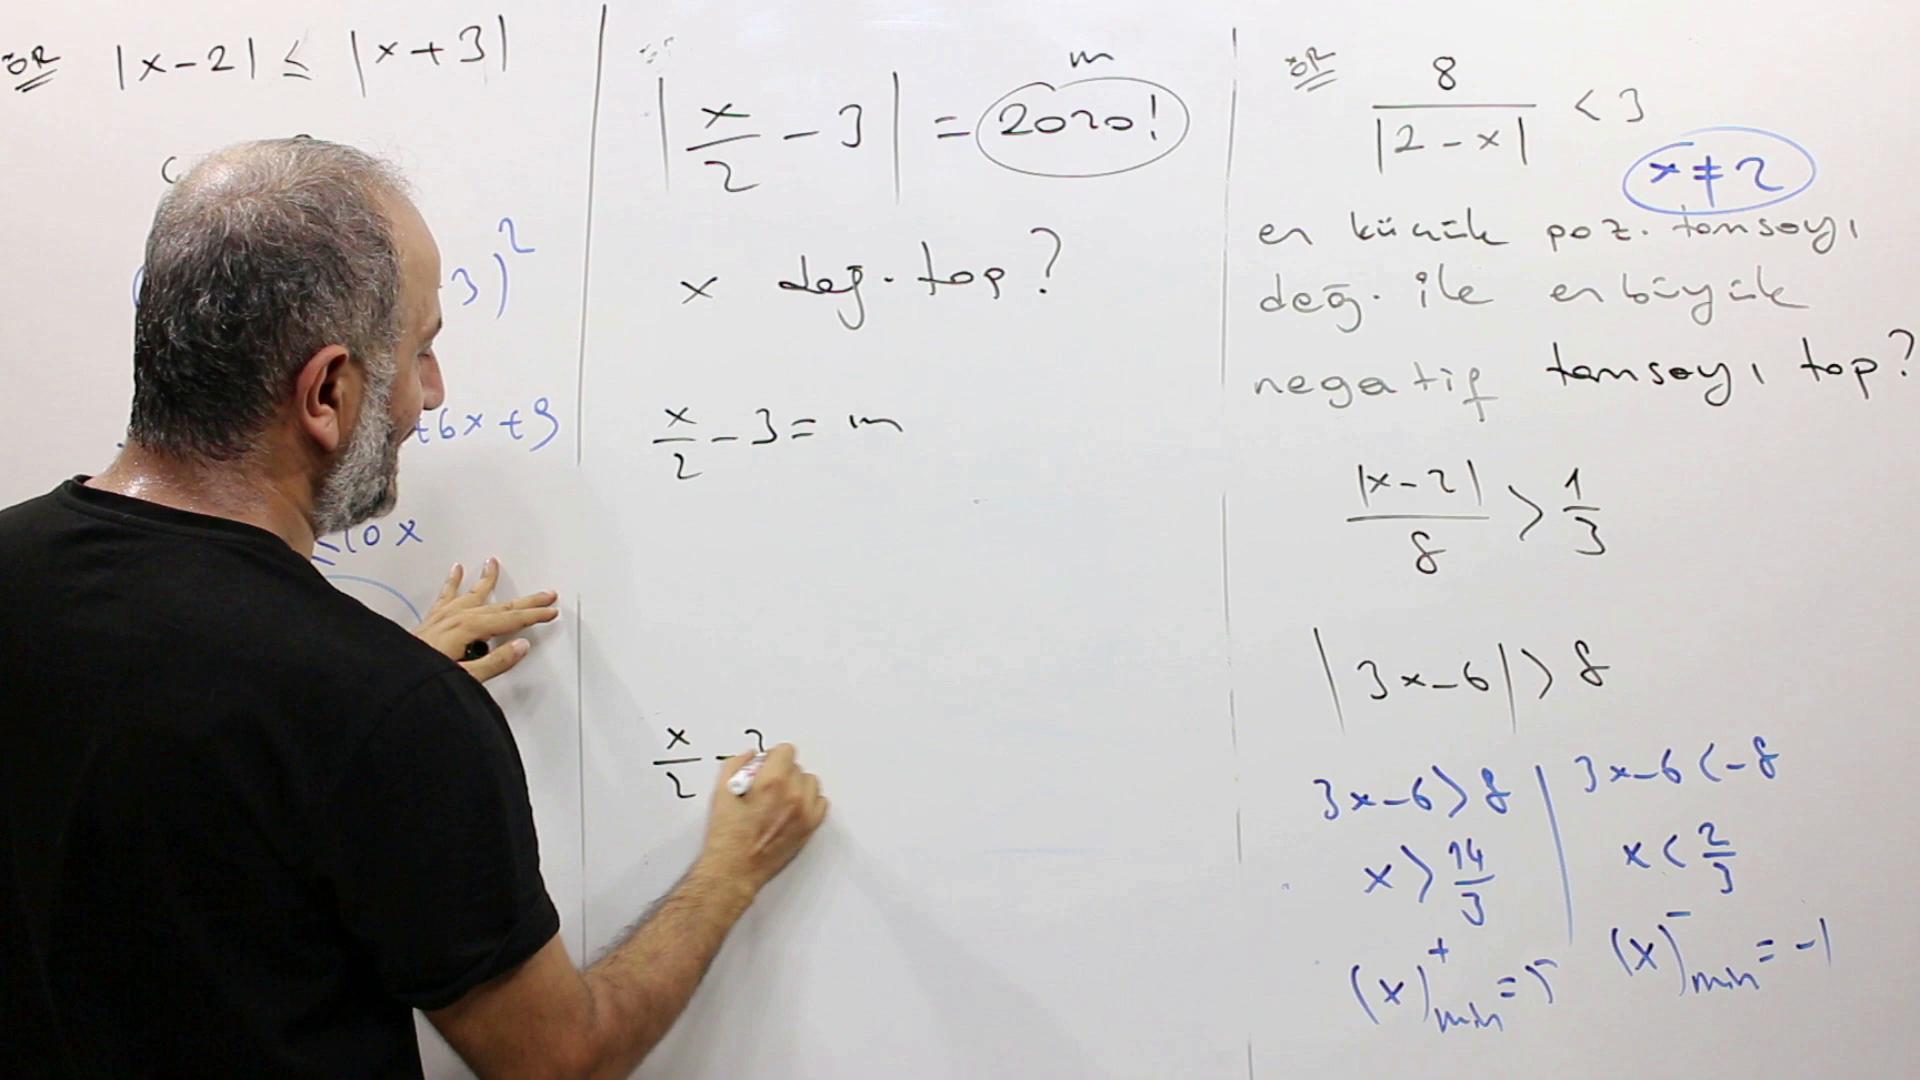 ÖR |x-2| ≤ |x+3|
3)²
+6x+9
≤10x
ÖR
m
|x/2 - 3| = 2020!
x değ. top?
x/2 - 3 = m
x/2 - 3
ÖR 8/|2-x| < 3
x≠2
en küçük poz. tamsayı
değ. ile en büyük
negatif tamsayı top?
|x-2|/8 > 1/3
|3x-6| > 8
3x-6>8 | 3x-6<-8
x>14/3 | x<2/3
(x)⁺min=5 (x)⁻min=-1